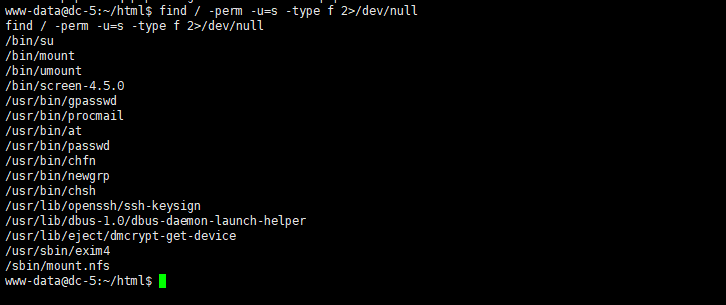 www-data@dc-5:~/html$ find / -perm -u=s -type f 2>/dev/null
find / -perm -u=s -type f 2>/dev/null
/bin/su
/bin/mount
/bin/umount
/bin/screen-4.5.0
/usr/bin/gpasswd
/usr/bin/procmail
/usr/bin/at
/usr/bin/passwd
/usr/bin/chfn
/usr/bin/newgrp
/usr/bin/chsh
/usr/lib/openssh/ssh-keysign
/usr/lib/dbus-1.0/dbus-daemon-launch-helper
/usr/lib/eject/dmcrypt-get-device
/usr/sbin/exim4
/sbin/mount.nfs
www-data@dc-5:~/html$